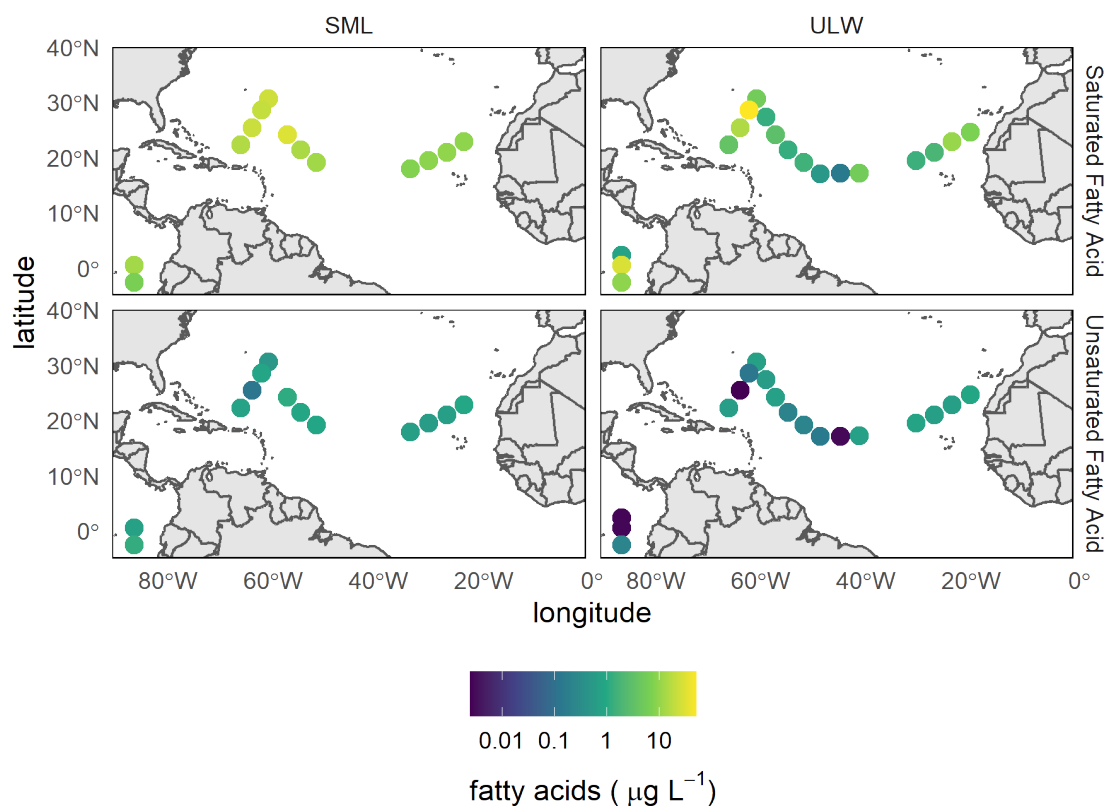 SML ULW
40°N
30°N
20°N
10°N
0°
Saturated Fatty Acid
latitude
40°N
30°N
20°N
10°N
0°
Unsaturated Fatty Acid
80°W 60°W 40°W 20°W 0° 80°W 60°W 40°W 20°W 0°
longitude
0.01 0.1 1 10
fatty acids ( μg L⁻¹)